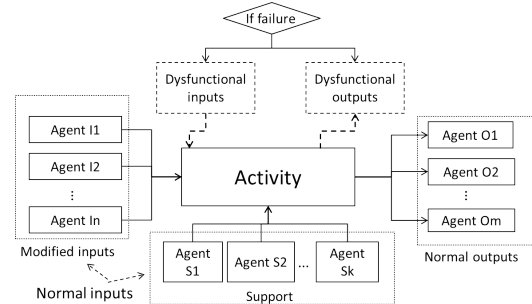 If failure
Dysfunctional
inputs
Dysfunctional
outputs
Agent I1
Agent I2
⋮
Agent In
Modified inputs
Normal inputs
Activity
Agent
S1
Agent S2
...
Agent
Sk
Support
Agent O1
Agent O2
⋮
Agent Om
Normal outputs